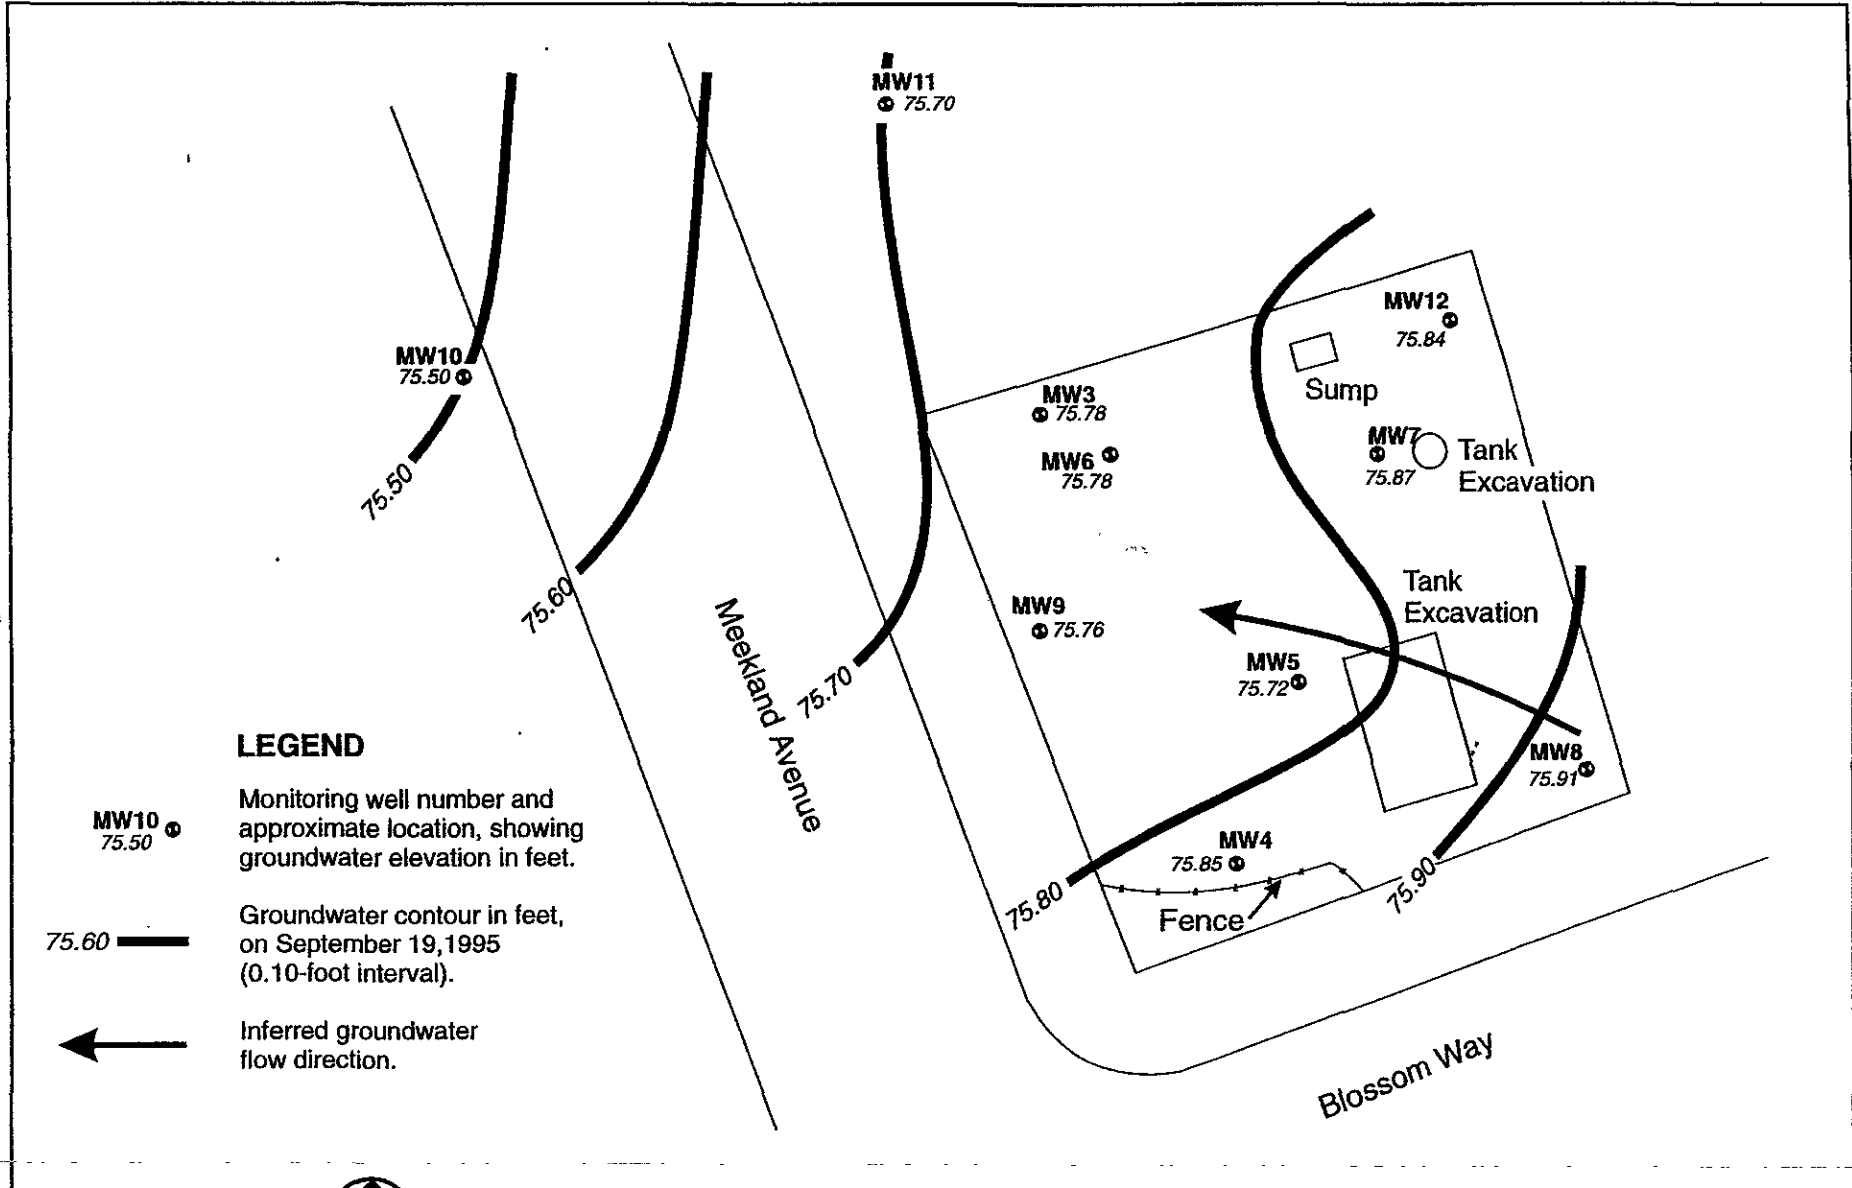 MW11
75.70
MW12
75.84
MW10
75.50
Sump
MW3
75.78
MW6
75.78
MW7
75.87
Tank
Excavation
75.50
75.60
Tank
Excavation
MW9
75.76
MW5
75.72
75.70
Meekland Avenue
MW8
75.91
MW4
75.85
75.80
75.90
Fence
Blossom Way
LEGEND
MW10
75.50
Monitoring well number and
approximate location, showing
groundwater elevation in feet.
75.60
Groundwater contour in feet,
on September 19,1995
(0.10-foot interval).
Inferred groundwater
flow direction.